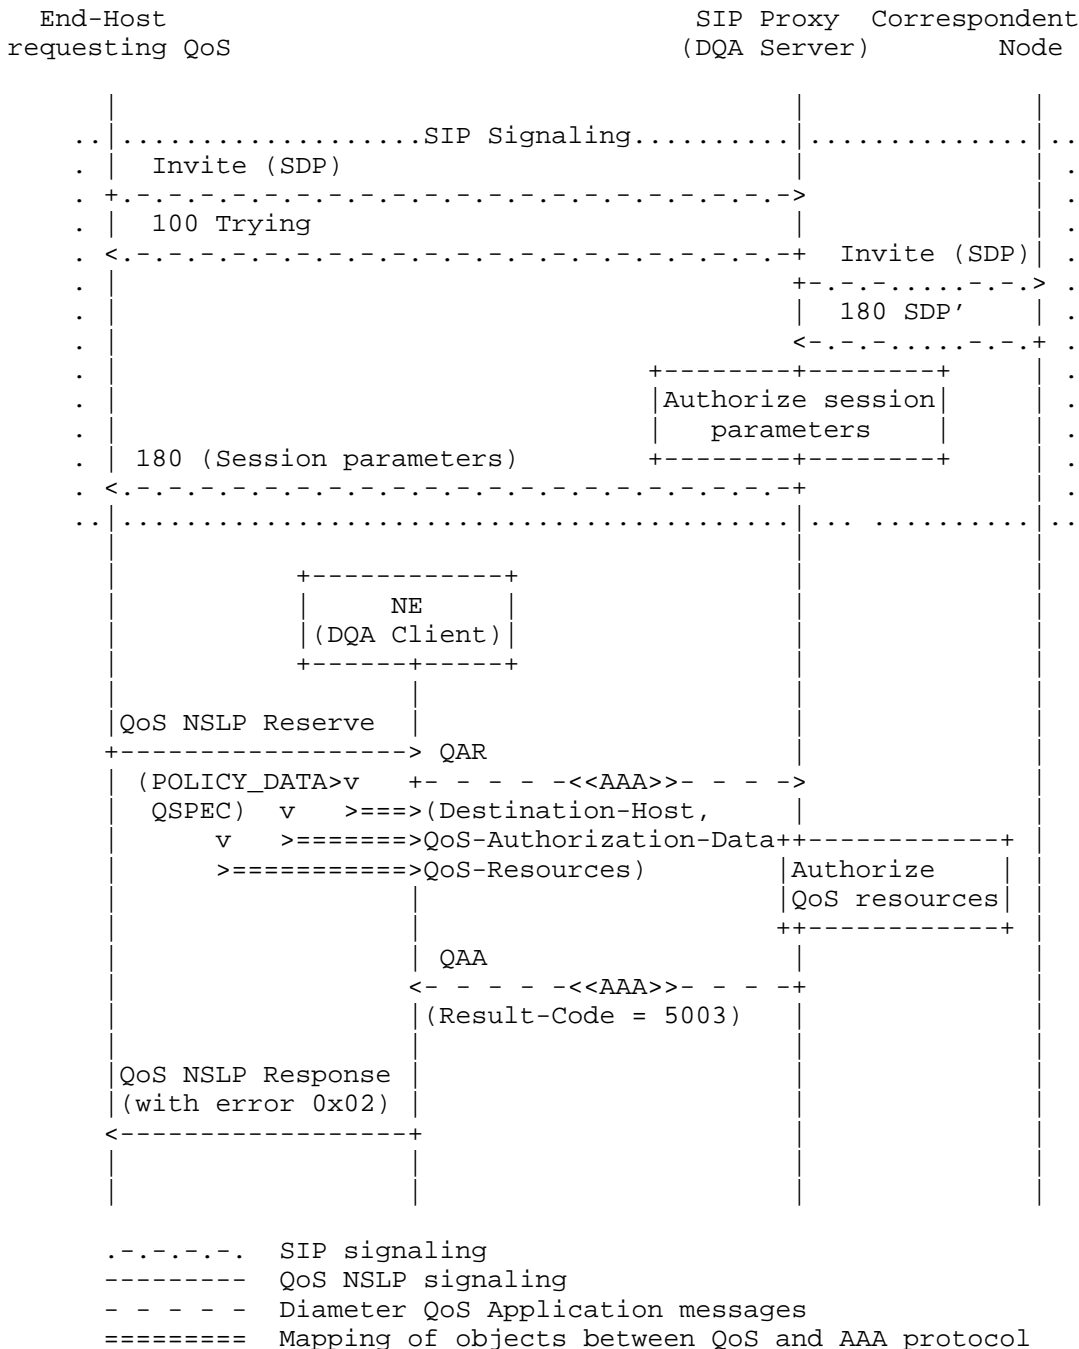 End-Host SIP Proxy Correspondent
requesting QoS (DQA Server) Node
SIP Signaling
Invite (SDP)
100 Trying
Invite (SDP)
180 SDP'
Authorize session
parameters
180 (Session parameters)
NE
(DQA Client)
QoS NSLP Reserve
QAR
(POLICY_DATA>v <<AAA>>
QSPEC) v >===>(Destination-Host,
v >=======>QoS-Authorization-Data
>===========>QoS-Resources) Authorize
QoS resources
QAA
<<AAA>>
(Result-Code = 5003)
QoS NSLP Response
(with error 0x02)
.-.-.-.-. SIP signaling
--------- QoS NSLP signaling
- - - - - Diameter QoS Application messages
========= Mapping of objects between QoS and AAA protocol